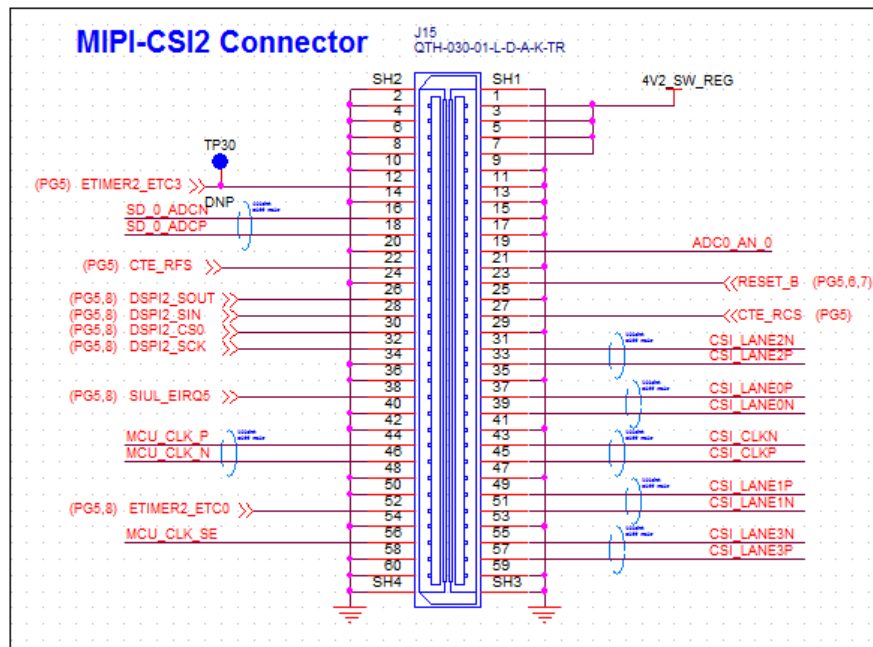 MIPI-CSI2 Connector
J15
QTH-030-01-L-D-A-K-TR
SH2 SH1
4V2_SW_REG
2 1
4 3
6 5
8 7
TP30
10 9
(PG5) ETIMER2_ETC3 12 11
14 13
DNP
SD_0_ADCN 16 15
SD_0_ADCP 18 17
20 19 ADC0_AN_0
(PG5) CTE_RFS 22 21
24 23 RESET_B (PG5,6,7)
(PG5,8) DSPI2_SOUT 26 25
(PG5,8) DSPI2_SIN 28 27 CTE_RCS (PG5)
(PG5,8) DSPI2_CS0 30 29
(PG5,8) DSPI2_SCK 32 31 CSI_LANE2N
34 33 CSI_LANE2P
36 35
(PG5,8) SIUL_EIRQ5 38 37 CSI_LANE0P
40 39 CSI_LANE0N
42 41
MCU_CLK_P 44 43 CSI_CLKN
MCU_CLK_N 46 45 CSI_CLKP
48 47
50 49 CSI_LANE1P
(PG5,8) ETIMER2_ETC0 52 51 CSI_LANE1N
54 53
MCU_CLK_SE 56 55 CSI_LANE3N
58 57 CSI_LANE3P
60 59
SH4 SH3